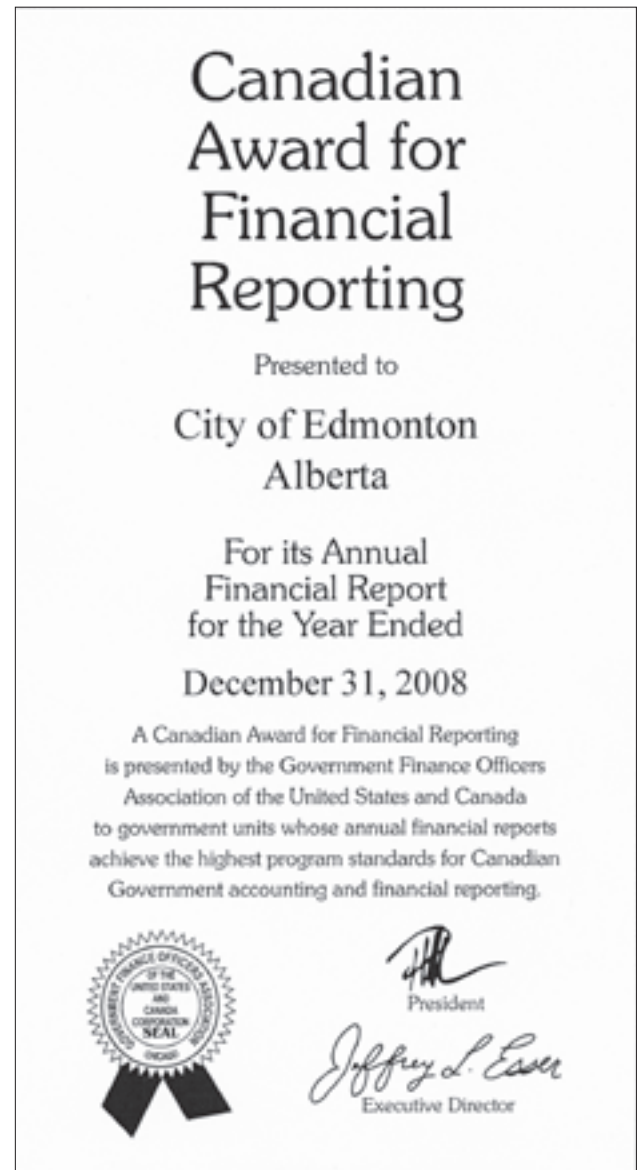 Canadian
Award for
Financial
Reporting
Presented to
City of Edmonton
Alberta
For its Annual
Financial Report
for the Year Ended
December 31, 2008
A Canadian Award for Financial Reporting
is presented by the Government Finance Officers
Association of the United States and Canada
to government units whose annual financial reports
achieve the highest program standards for Canadian
Government accounting and financial reporting.
GOVERNMENT FINANCE OFFICERS ASSOCIATION
OF THE
UNITED STATES
AND
CANADA
CORPORATION
SEAL
CHICAGO
President
Jeffrey L. Esser
Executive Director